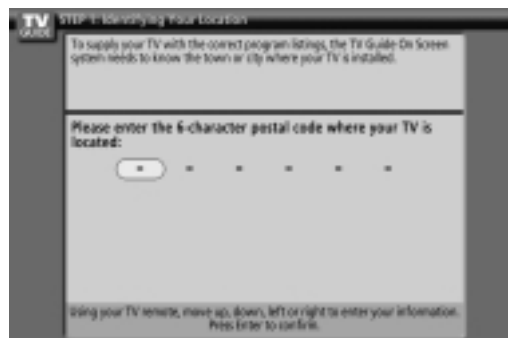 TV
GUIDE
STEP 1: Identifying Your Location
To supply your TV with the correct program listings, the TV Guide On Screen
system needs to know the town or city where your TV is installed.
Please enter the 6-character postal code where your TV is
located:
- - - - - -
Using your TV remote, move up, down, left or right to enter your information.
Press Enter to confirm.